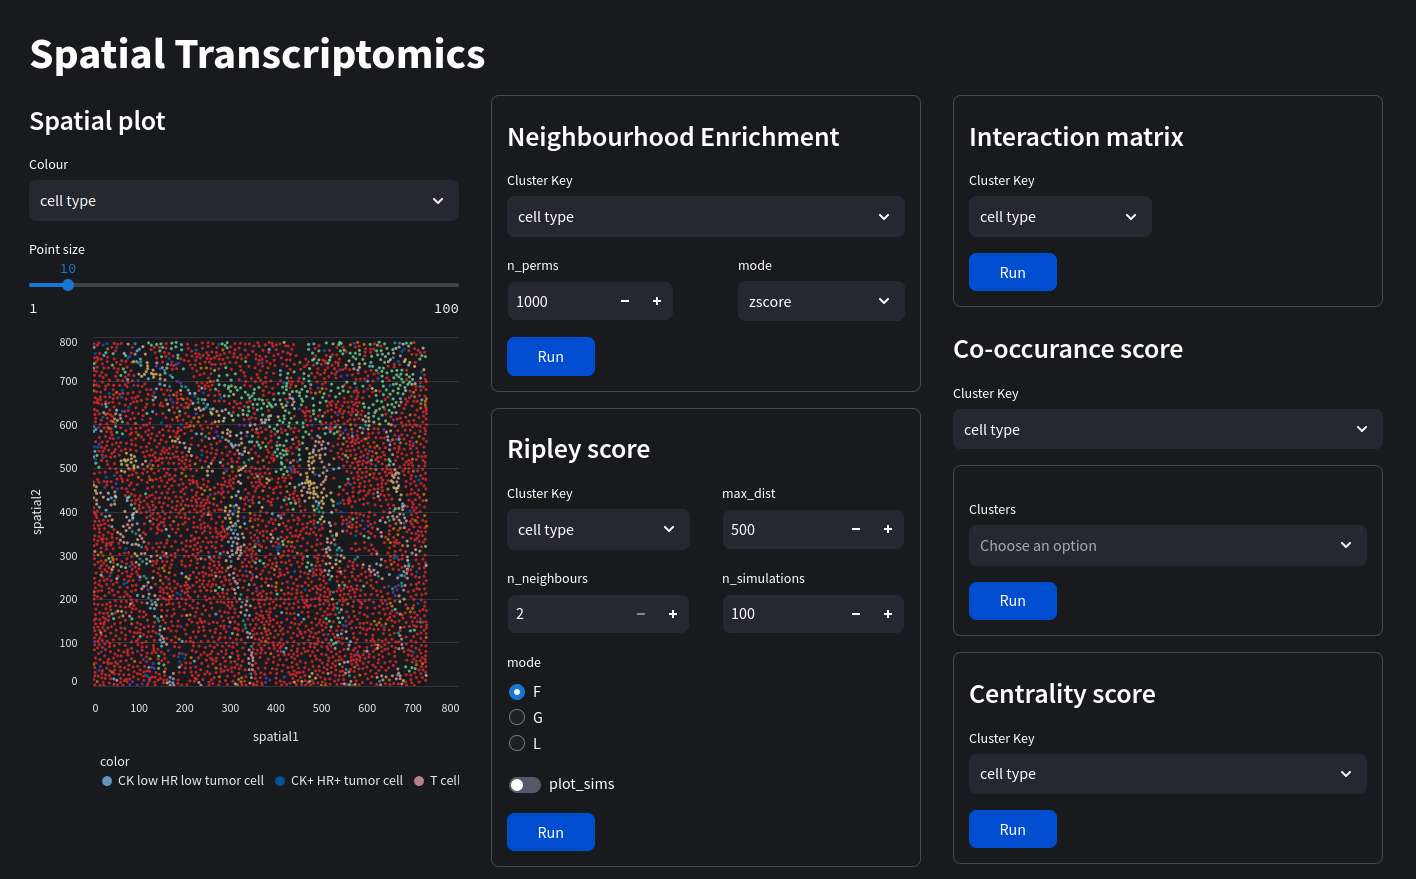 Spatial Transcriptomics
Spatial plot
Colour
cell type
Point size
10
1 100
800
700
600
500
400
300
200
100
0
spatial2
0 100 200 300 400 500 600 700 800
spatial1
color
CK low HR low tumor cell CK+ HR+ tumor cell T cell
Neighbourhood Enrichment
Cluster Key
cell type
n_perms mode
1000 − + zscore
Run
Ripley score
Cluster Key max_dist
cell type 500 − +
n_neighbours n_simulations
2 − + 100 − +
mode
F
G
L
plot_sims
Run
Interaction matrix
Cluster Key
cell type
Run
Co-occurance score
Cluster Key
cell type
Clusters
Choose an option
Run
Centrality score
Cluster Key
cell type
Run